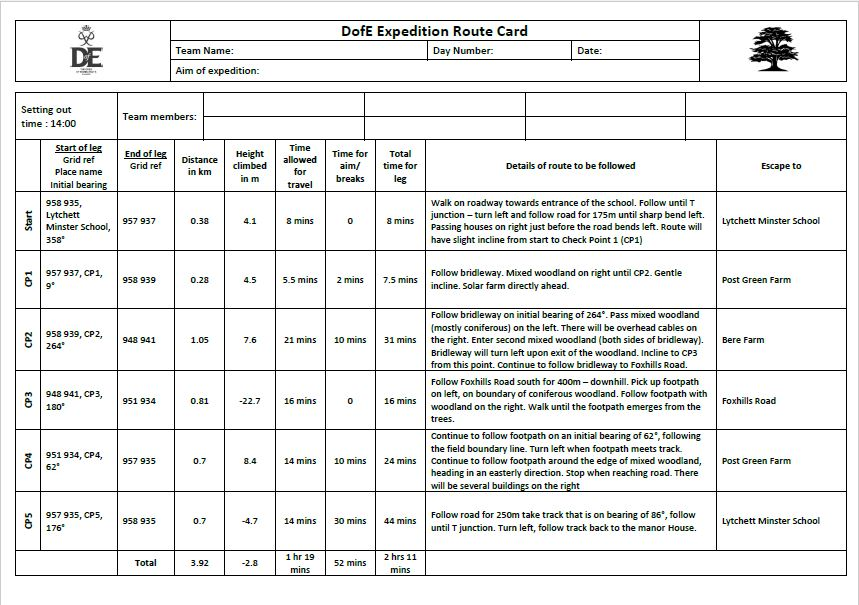 DofE Expedition Route Card
DE
Team Name:
Day Number:
Date:
Aim of expedition:
Setting out
time : 14:00
Team members:
Start of leg
Grid ref
Place name
Initial bearing
End of leg
Grid ref
Distance
in km
Height
climbed
in m
Time
allowed
for
travel
Time for
aim/
breaks
Total
time for
leg
Details of route to be followed
Escape to
Start
958 935,
Lytchett
Minster School,
358°
957 937
0.38
4.1
8 mins
0
8 mins
Walk on roadway towards entrance of the school. Follow until T
junction – turn left and follow road for 175m until sharp bend left.
Passing houses on right just before the road bends left. Route will
have slight incline from start to Check Point 1 (CP1)
Lytchett Minster School
CP1
957 937, CP1,
9°
958 939
0.28
4.5
5.5 mins
2 mins
7.5 mins
Follow bridleway. Mixed woodland on right until CP2. Gentle
incline. Solar farm directly ahead.
Post Green Farm
CP2
958 939, CP2,
264°
948 941
1.05
7.6
21 mins
10 mins
31 mins
Follow bridleway on initial bearing of 264°. Pass mixed woodland
(mostly coniferous) on the left. There will be overhead cables on
the right. Enter second mixed woodland (both sides of bridleway).
Bridleway will turn left upon exit of the woodland. Incline to CP3
from this point. Continue to follow bridleway to Foxhills Road.
Bere Farm
CP3
948 941, CP3,
180°
951 934
0.81
-22.7
16 mins
0
16 mins
Follow Foxhills Road south for 400m – downhill. Pick up footpath
on left, on boundary of coniferous woodland. Follow footpath with
woodland on the right. Walk until the footpath emerges from the
trees.
Foxhills Road
CP4
951 934, CP4,
62°
957 935
0.7
8.4
14 mins
10 mins
24 mins
Continue to follow footpath on an initial bearing of 62°, following
the field boundary line. Turn left when footpath meets track.
Continue to follow footpath around the edge of mixed woodland,
heading in an easterly direction. Stop when reaching road. There
will be several buildings on the right
Post Green Farm
CP5
957 935, CP5,
176°
958 935
0.7
-4.7
14 mins
30 mins
44 mins
Follow road for 250m take track that is on bearing of 86°, follow
until T junction. Turn left, follow track back to the manor House.
Lytchett Minster School
Total
3.92
-2.8
1 hr 19
mins
52 mins
2 hrs 11
mins